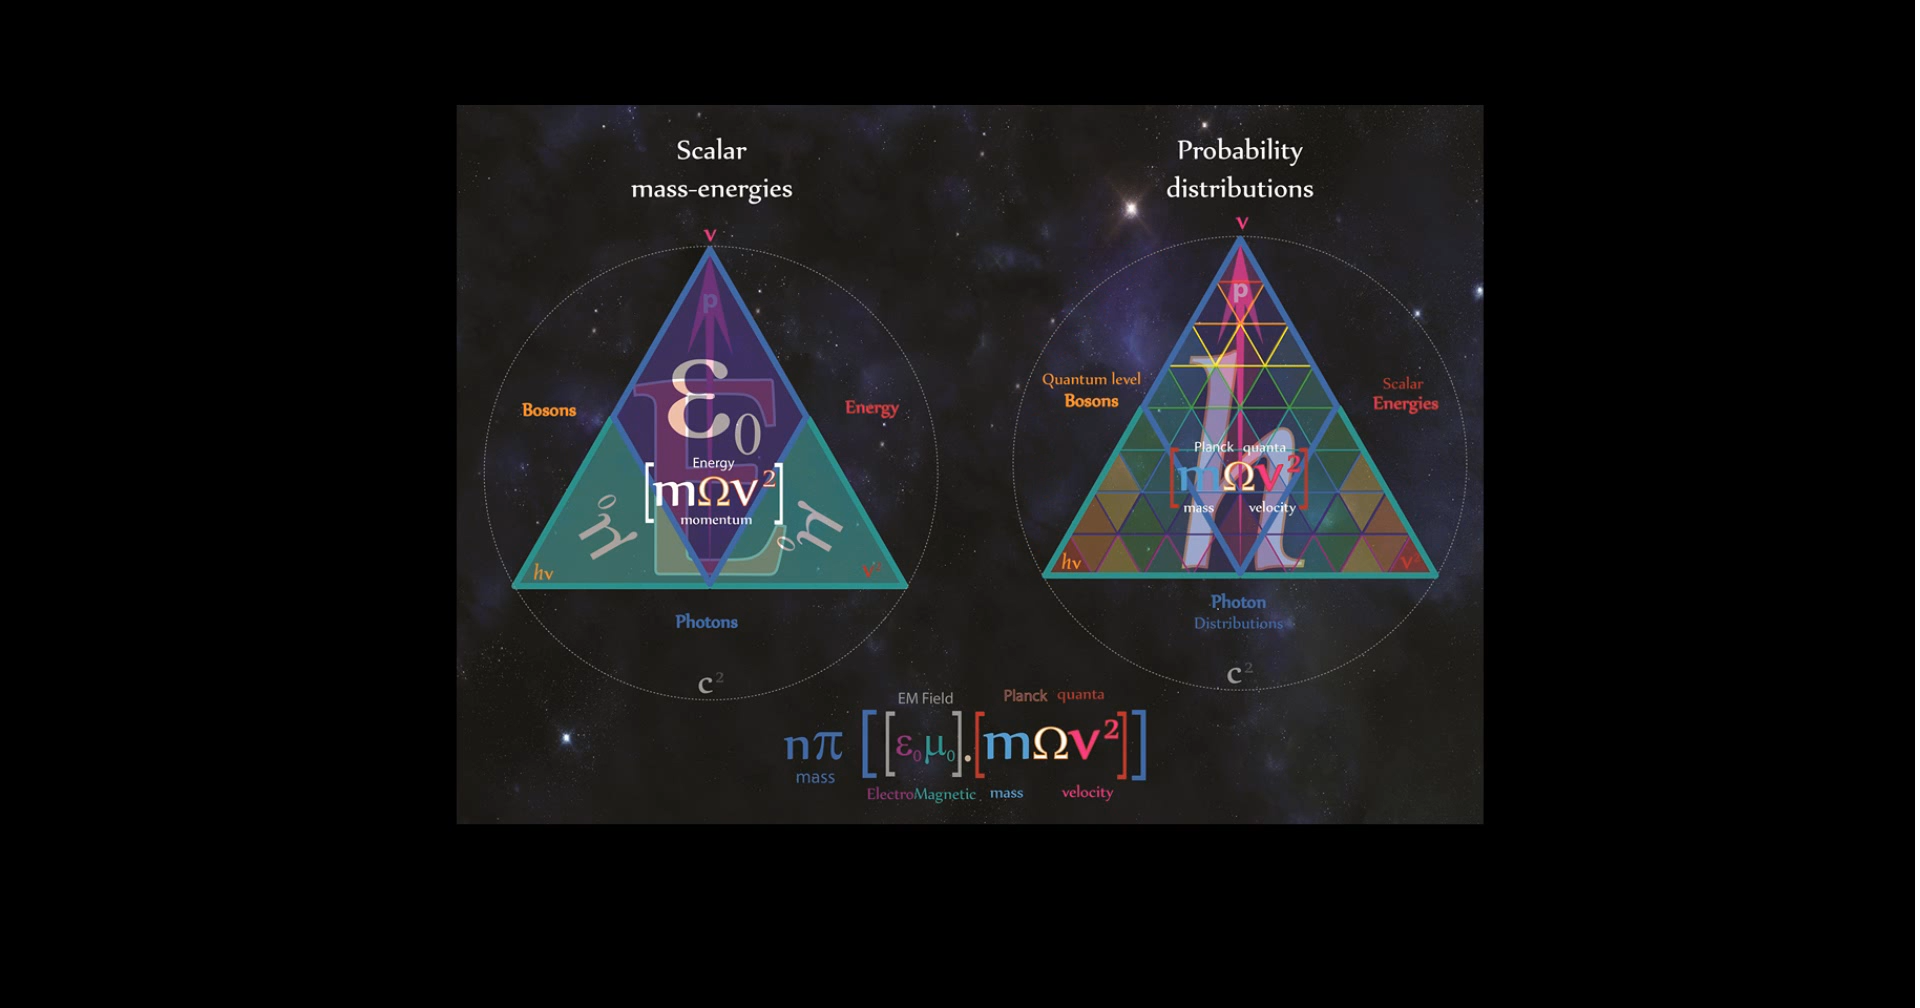 Scalar
mass-energies
v
p
Bosons
Energy
ε0
E
Energy
[mΩv²]
momentum
μ0
μ0
hv
v²
Photons
c²
Probability
distributions
v
p
Quantum level
Bosons
Scalar
Energies
h
Planck quanta
[mΩv²]
mass velocity
hv
v²
Photon
Distributions
c²
EM Field Planck quanta
nπ [[ε0μ0].[mΩv²]]
mass
ElectroMagnetic mass velocity